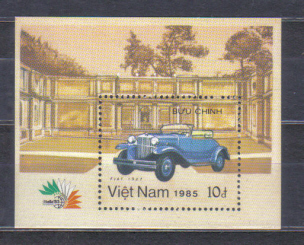 BƯU CHÍNH
FIAT 1927
Việt Nam 1985 10đ